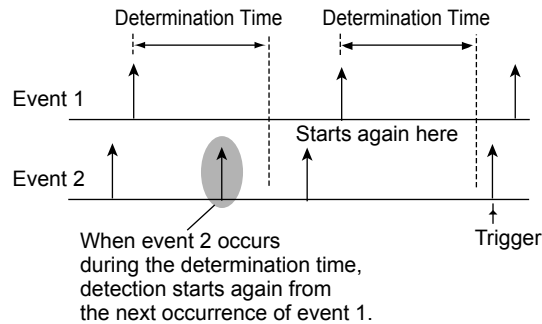 Determination Time Determination Time
Event 1
Starts again here
Event 2
Trigger
When event 2 occurs
during the determination time,
detection starts again from
the next occurrence of event 1.